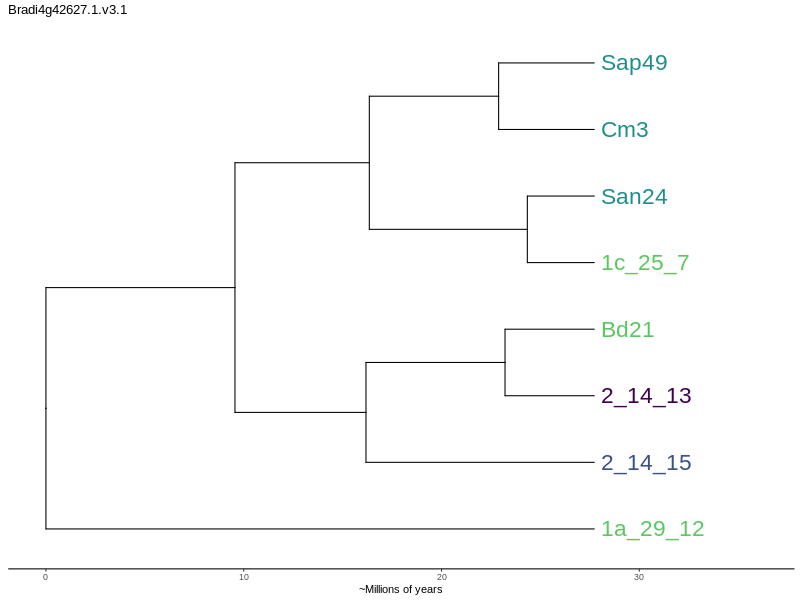 Bradi4g42627.1.v3.1
Sap49
Cm3
San24
1c_25_7
Bd21
2_14_13
2_14_15
1a_29_12
0 10 20 30
~Millions of years